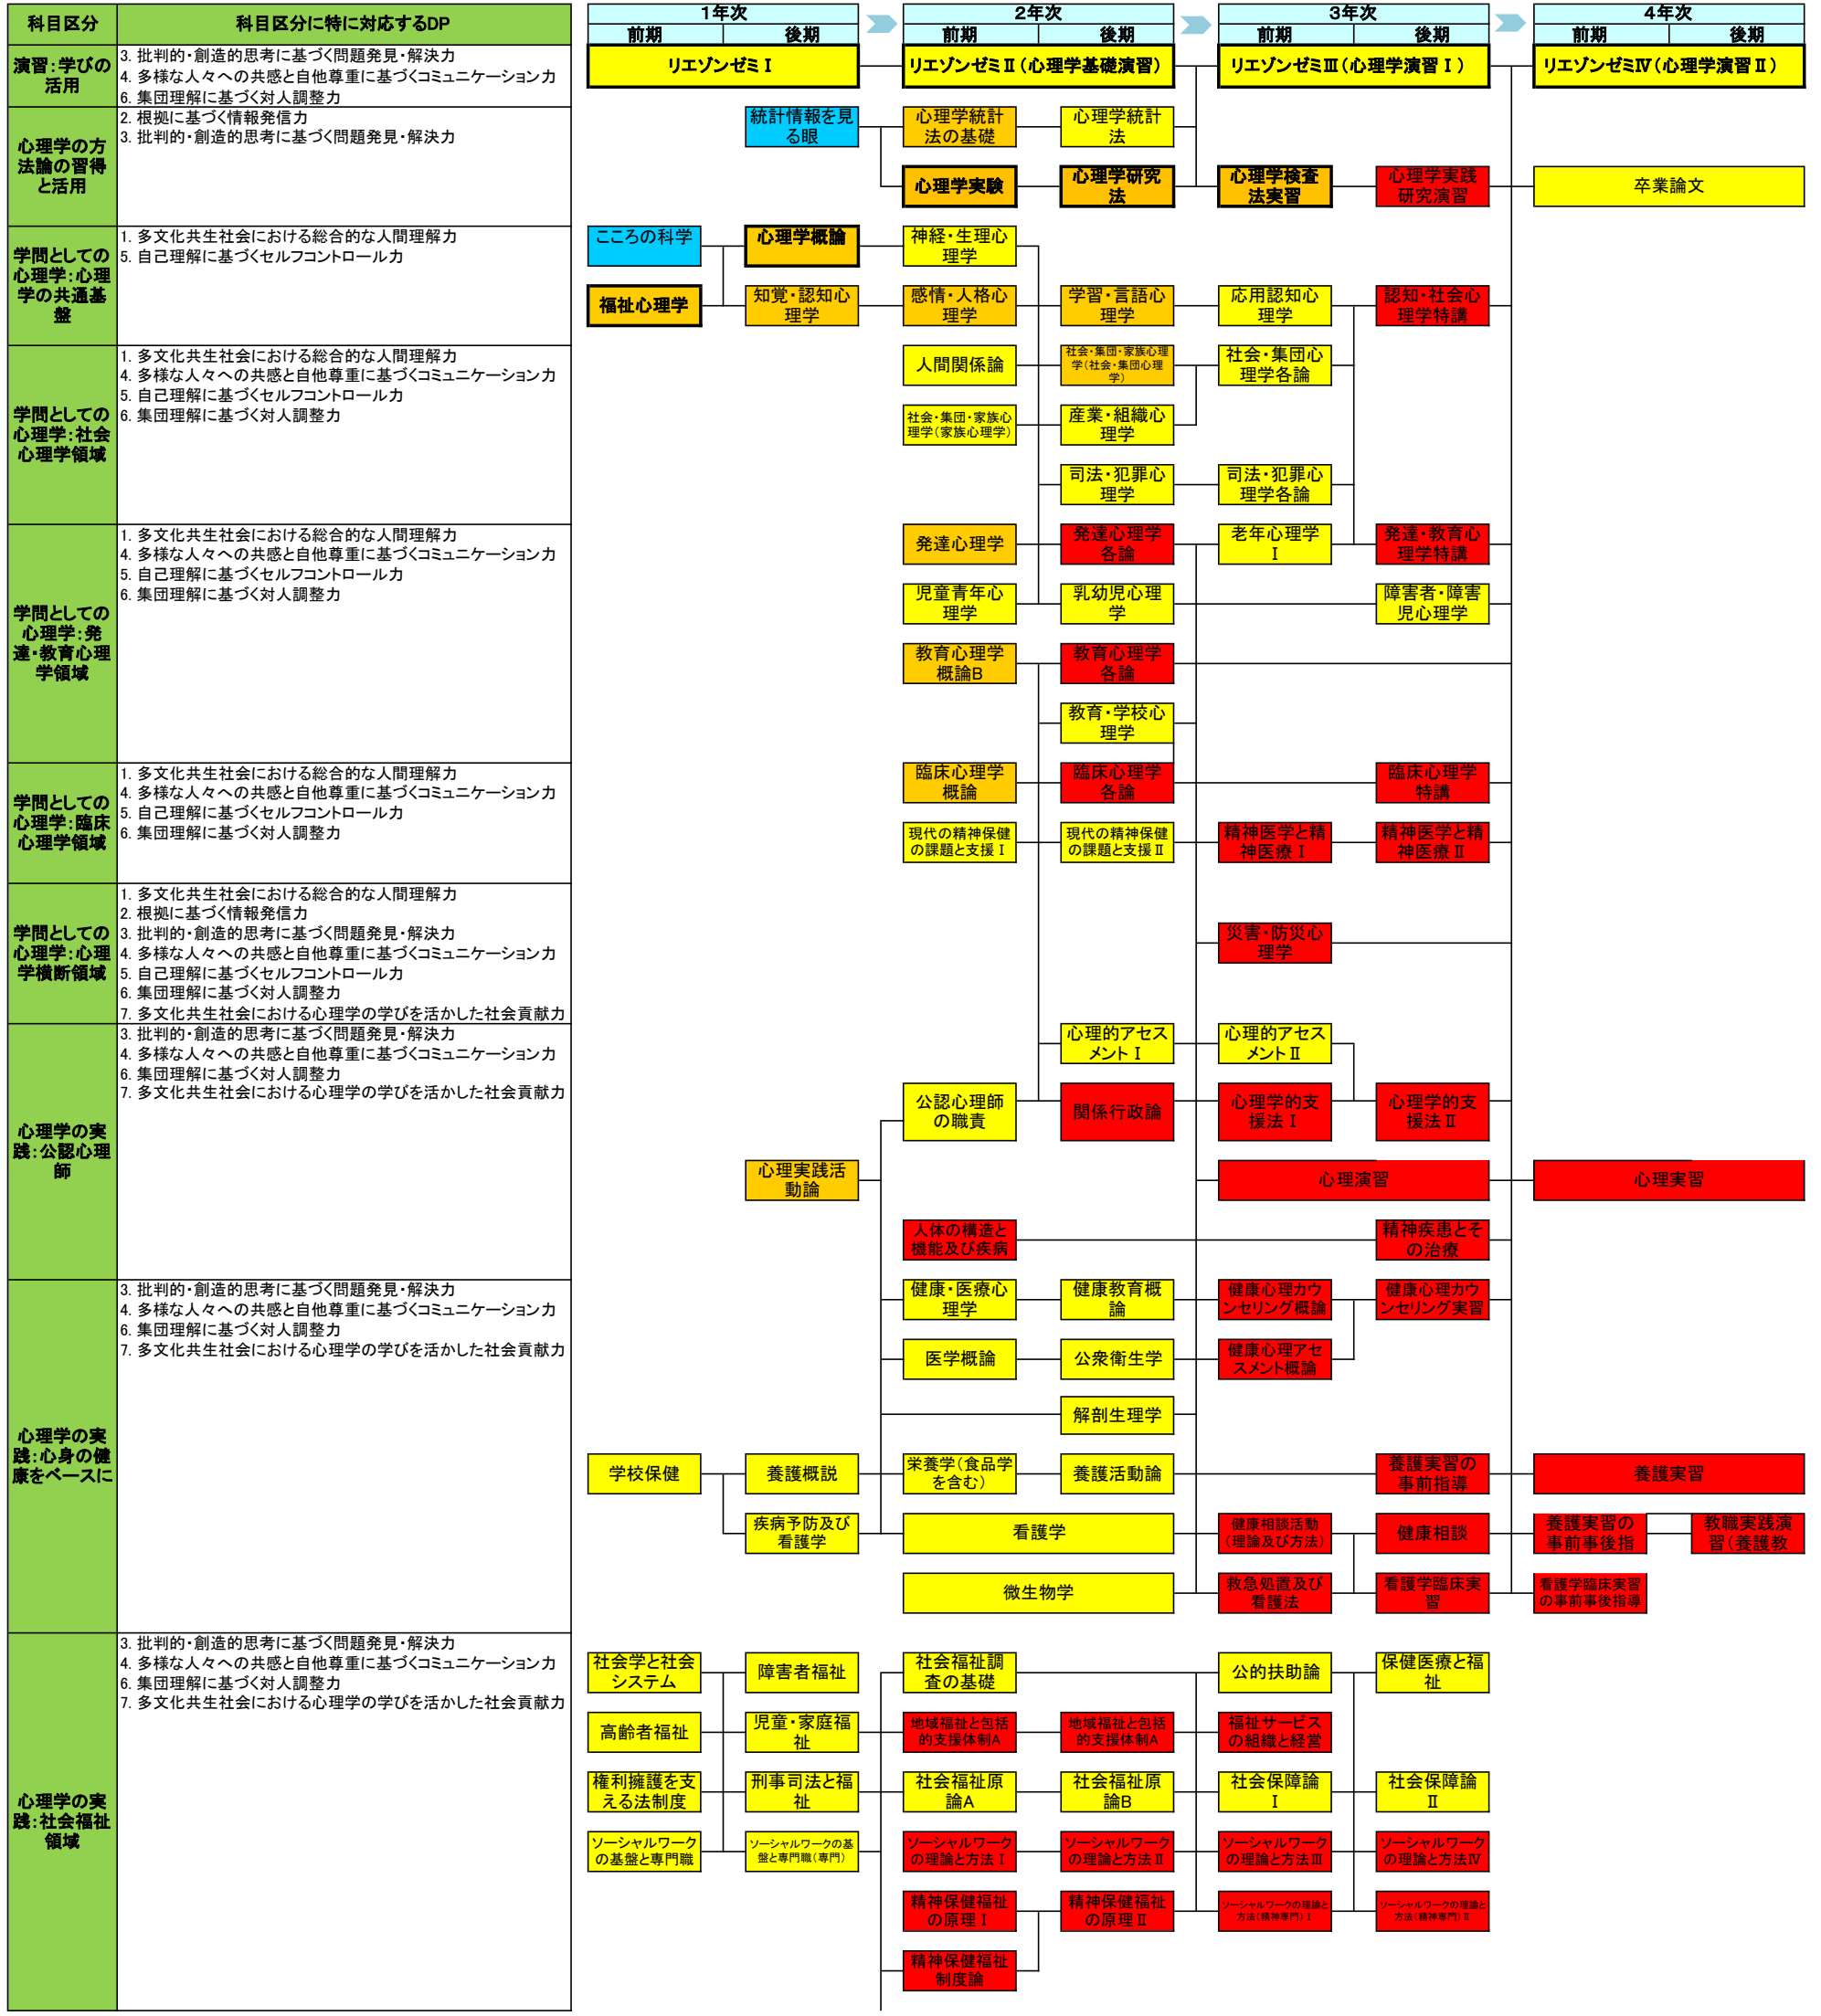 科目区分
科目区分に特に対応するDP
1年次
2年次
3年次
4年次
前期
後期
前期
後期
前期
後期
前期
後期
演習：学びの
活用
3. 批判的・創造的思考に基づく問題発見・解決力
4. 多様な人々への共感と自他尊重に基づくコミュニケーション力
6. 集団理解に基づく対人調整力
リエゾンゼミⅠ
リエゾンゼミⅡ（心理学基礎演習）
リエゾンゼミⅢ（心理学演習Ⅰ）
リエゾンゼミⅣ（心理学演習Ⅱ）
心理学の方
法論の習得
と活用
2. 根拠に基づく情報発信力
3. 批判的・創造的思考に基づく問題発見・解決力
統計情報を見
る眼
心理学統計
法の基礎
心理学統計
法
心理学実験
心理学研究
法
心理学検査
法実習
心理学実践
研究演習
卒業論文
学問としての
心理学：心理
学の共通基
盤
1. 多文化共生社会における総合的な人間理解力
5. 自己理解に基づくセルフコントロール力
こころの科学
心理学概論
神経・生理心
理学
福祉心理学
知覚・認知心
理学
感情・人格心
理学
学習・言語心
理学
応用認知心
理学
認知・社会心
理学特講
学問としての
心理学：社会
心理学領域
1. 多文化共生社会における総合的な人間理解力
4. 多様な人々への共感と自他尊重に基づくコミュニケーション力
5. 自己理解に基づくセルフコントロール力
6. 集団理解に基づく対人調整力
人間関係論
社会・集団・家族心理
学（社会・集団心理
学）
社会・集団心
理学各論
社会・集団・家族心
理学（家族心理学）
産業・組織心
理学
司法・犯罪心
理学
司法・犯罪心
理学各論
学問としての
心理学：発
達・教育心理
学領域
1. 多文化共生社会における総合的な人間理解力
4. 多様な人々への共感と自他尊重に基づくコミュニケーション力
5. 自己理解に基づくセルフコントロール力
6. 集団理解に基づく対人調整力
発達心理学
発達心理学
各論
老年心理学
Ⅰ
発達・教育心
理学特講
児童青年心
理学
乳幼児心理
学
障害者・障害
児心理学
教育心理学
概論B
教育心理学
各論
教育・学校心
理学
学問としての
心理学：臨床
心理学領域
1. 多文化共生社会における総合的な人間理解力
4. 多様な人々への共感と自他尊重に基づくコミュニケーション力
5. 自己理解に基づくセルフコントロール力
6. 集団理解に基づく対人調整力
臨床心理学
概論
臨床心理学
各論
臨床心理学
特講
現代の精神保健
の課題と支援Ⅰ
現代の精神保健
の課題と支援Ⅱ
精神医学と精
神医療Ⅰ
精神医学と精
神医療Ⅱ
学問としての
心理学：心理
学横断領域
1. 多文化共生社会における総合的な人間理解力
2. 根拠に基づく情報発信力
3. 批判的・創造的思考に基づく問題発見・解決力
4. 多様な人々への共感と自他尊重に基づくコミュニケーション力
5. 自己理解に基づくセルフコントロール力
6. 集団理解に基づく対人調整力
7. 多文化共生社会における心理学の学びを活かした社会貢献力
災害・防災心
理学
心理学の実
践：公認心理
師
3. 批判的・創造的思考に基づく問題発見・解決力
4. 多様な人々への共感と自他尊重に基づくコミュニケーション力
6. 集団理解に基づく対人調整力
7. 多文化共生社会における心理学の学びを活かした社会貢献力
心理的アセス
メントⅠ
心理的アセス
メントⅡ
公認心理師
の職責
関係行政論
心理学的支
援法Ⅰ
心理学的支
援法Ⅱ
心理実践活
動論
心理演習
心理実習
人体の構造と
機能及び疾病
精神疾患とそ
の治療
心理学の実
践：心身の健
康をベースに
3. 批判的・創造的思考に基づく問題発見・解決力
4. 多様な人々への共感と自他尊重に基づくコミュニケーション力
6. 集団理解に基づく対人調整力
7. 多文化共生社会における心理学の学びを活かした社会貢献力
健康・医療心
理学
健康教育概
論
健康心理カウ
ンセリング概論
健康心理カウ
ンセリング実習
医学概論
公衆衛生学
健康心理アセ
スメント概論
解剖生理学
学校保健
養護概説
栄養学（食品学
を含む）
養護活動論
養護実習の
事前指導
養護実習
疾病予防及び
看護学
看護学
健康相談活動
（理論及び方法）
健康相談
養護実習の
事前事後指
教職実践演
習（養護教
微生物学
救急処置及び
看護法
看護学臨床実
習
看護学臨床実習
の事前事後指導
心理学の実
践：社会福祉
領域
3. 批判的・創造的思考に基づく問題発見・解決力
4. 多様な人々への共感と自他尊重に基づくコミュニケーション力
6. 集団理解に基づく対人調整力
7. 多文化共生社会における心理学の学びを活かした社会貢献力
社会学と社会
システム
障害者福祉
社会福祉調
査の基礎
公的扶助論
保健医療と福
祉
高齢者福祉
児童・家庭福
祉
地域福祉と包括
的支援体制A
地域福祉と包括
的支援体制A
福祉サービス
の組織と経営
権利擁護を支
える法制度
刑事司法と福
祉
社会福祉原
論A
社会福祉原
論B
社会保障論
Ⅰ
社会保障論
Ⅱ
ソーシャルワーク
の基盤と専門職
ソーシャルワークの基
盤と専門職（専門）
ソーシャルワーク
の理論と方法Ⅰ
ソーシャルワーク
の理論と方法Ⅱ
ソーシャルワーク
の理論と方法Ⅲ
ソーシャルワーク
の理論と方法Ⅳ
精神保健福祉
の原理Ⅰ
精神保健福祉
の原理Ⅱ
ソーシャルワークの理論と
方法（精神専門）Ⅰ
ソーシャルワークの理論と
方法（精神専門）Ⅱ
精神保健福祉
制度論